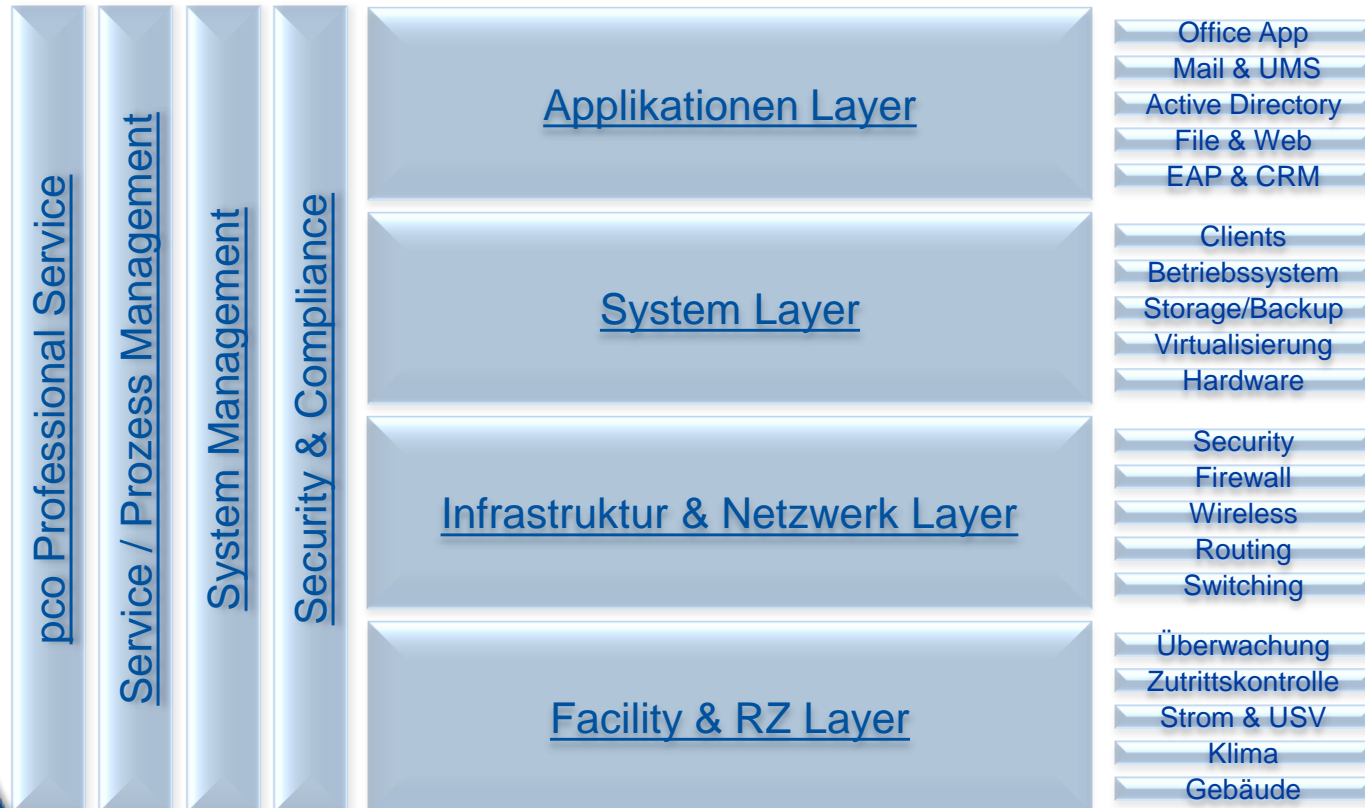 pco Professional Service
Service / Prozess Management
System Management
Security & Compliance
Applikationen Layer
Office App
Mail & UMS
Active Directory
File & Web
EAP & CRM
System Layer
Clients
Betriebssystem
Storage/Backup
Virtualisierung
Hardware
Infrastruktur & Netzwerk Layer
Security
Firewall
Wireless
Routing
Switching
Facility & RZ Layer
Überwachung
Zutrittskontrolle
Strom & USV
Klima
Gebäude